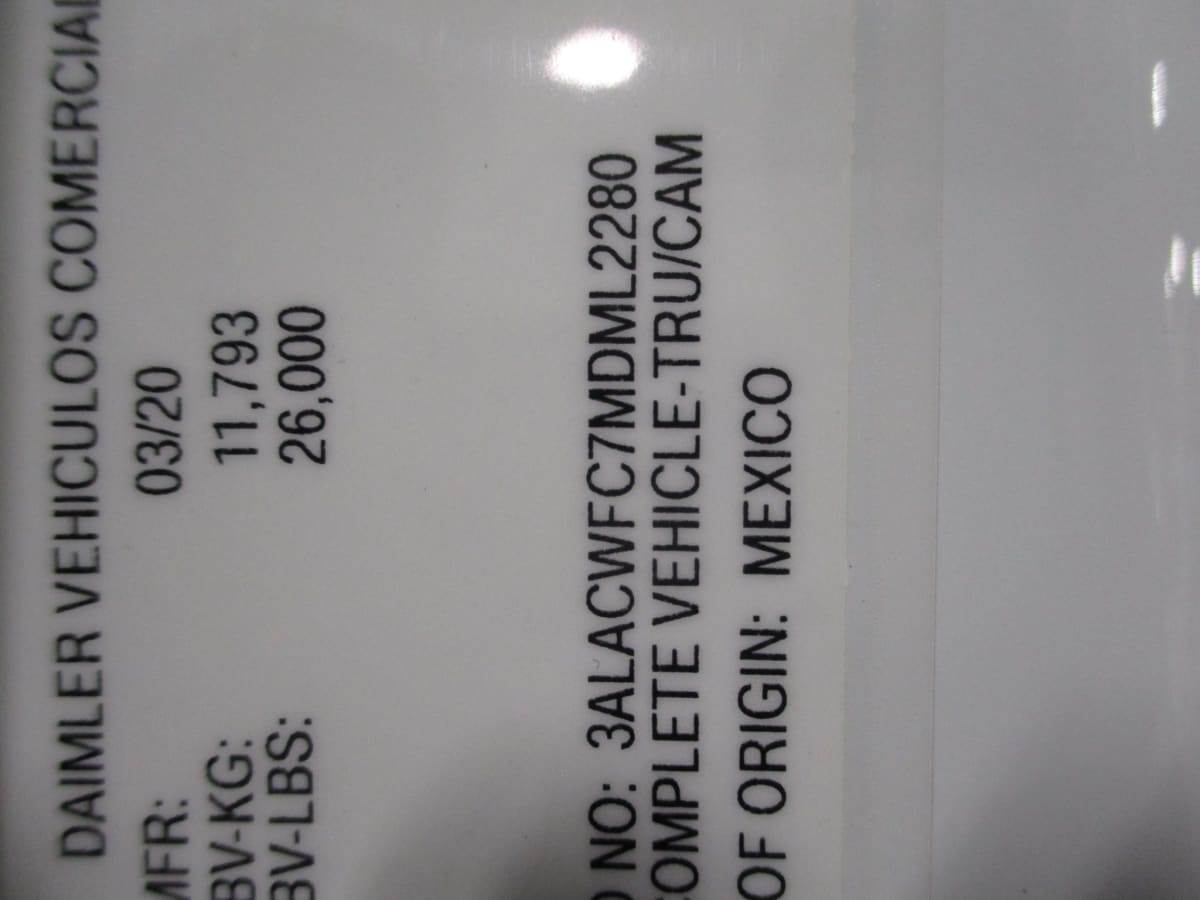 DAIMLER VEHICULOS COMERCIAL
MFR: 03/20
BV-KG: 11,793
BV-LBS: 26,000
NO: 3ALACWFC7MDML2280
COMPLETE VEHICLE-TRU/CAM
OF ORIGIN: MEXICO